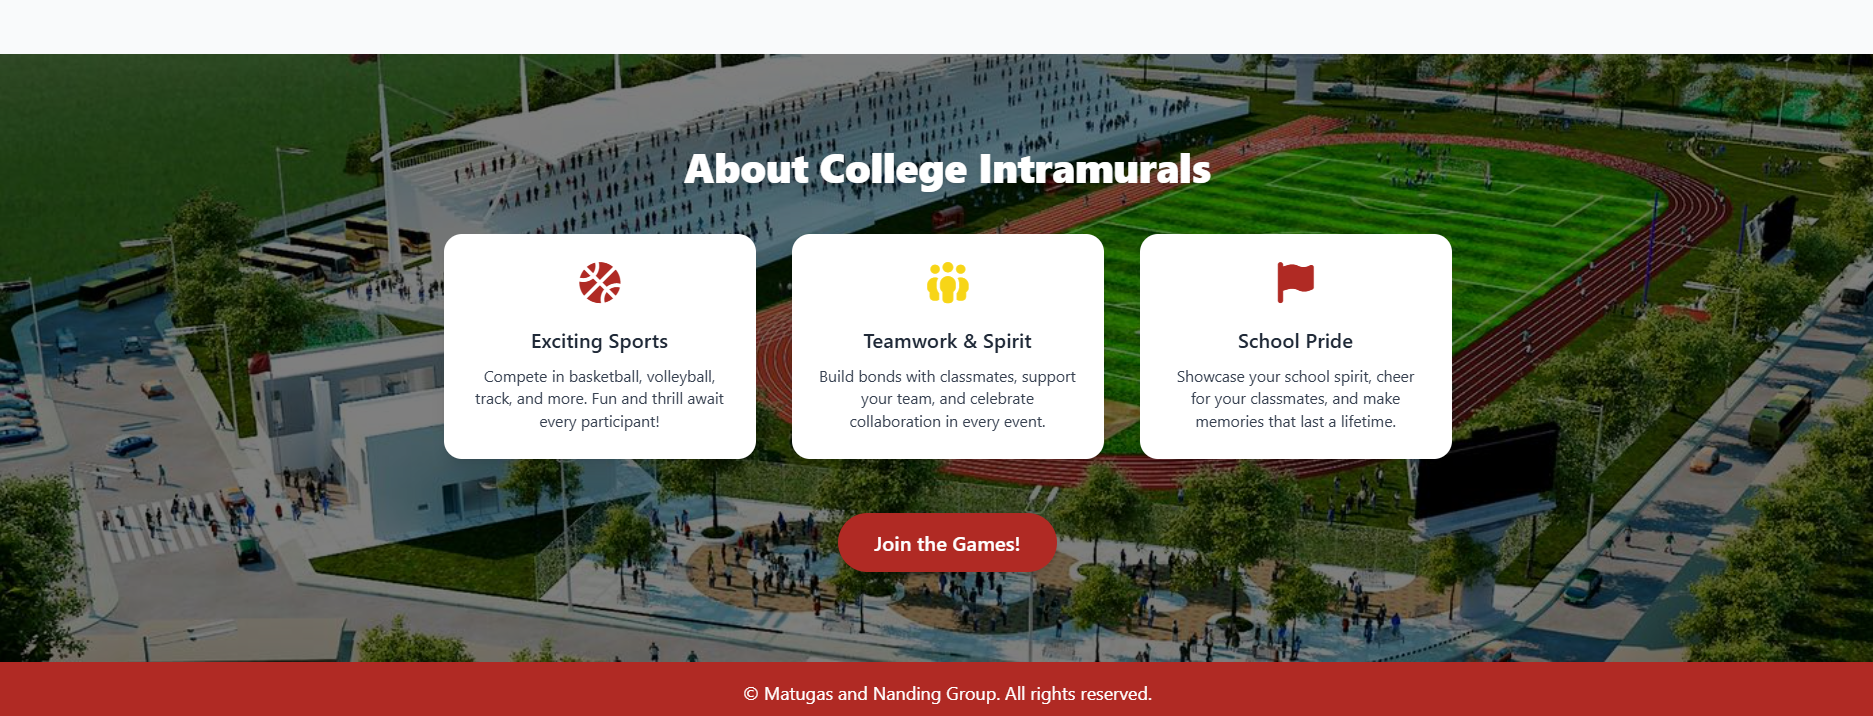 About College Intramurals
Exciting Sports
Compete in basketball, volleyball,
track, and more. Fun and thrill await
every participant!
Teamwork & Spirit
Build bonds with classmates, support
your team, and celebrate
collaboration in every event.
School Pride
Showcase your school spirit, cheer
for your classmates, and make
memories that last a lifetime.
Join the Games!
© Matugas and Nanding Group. All rights reserved.